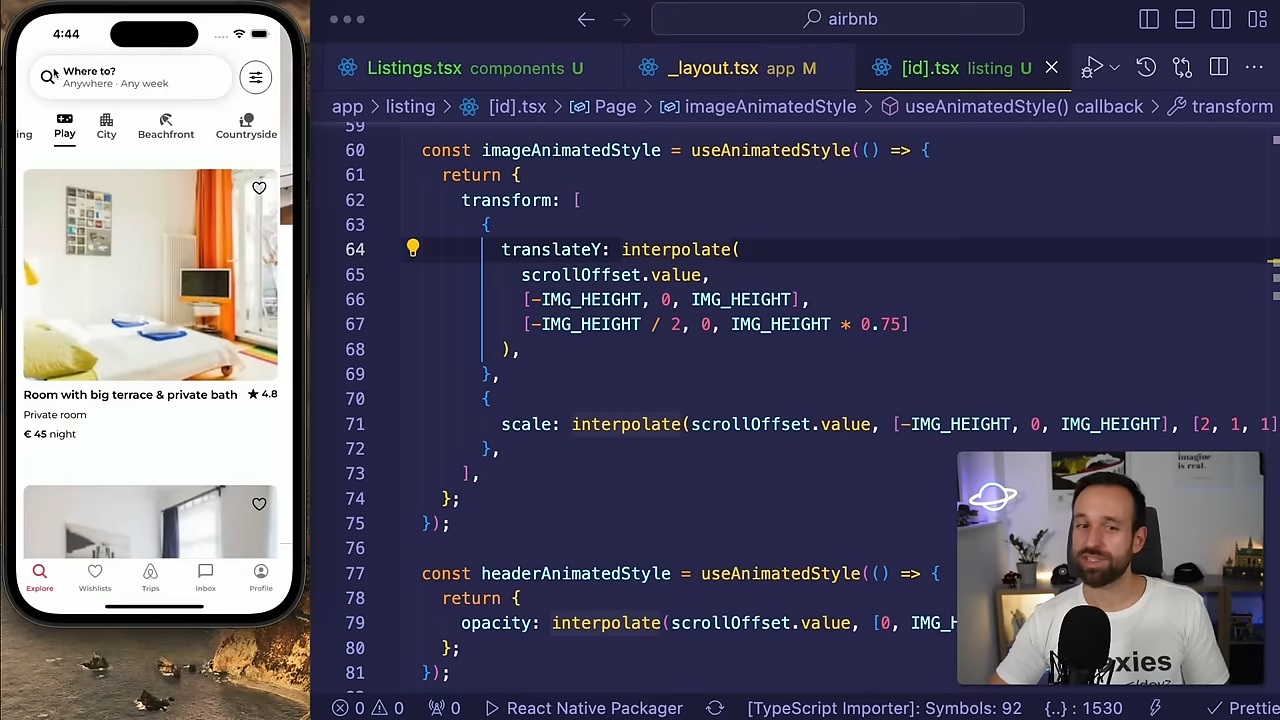 4:44
Where to?
Anywhere · Any week
ing
Play
City
Beachfront
Countryside
Room with big terrace & private bath ★ 4.8
Private room
€ 45 night
Explore
Wishlists
Trips
Inbox
Profile
airbnb
Listings.tsx components U
_layout.tsx app M
[id].tsx listing U
app > listing > [id].tsx > Page > imageAnimatedStyle > useAnimatedStyle() callback > transform
59
60 const imageAnimatedStyle = useAnimatedStyle(() => {
61 return {
62 transform: [
63 {
64 translateY: interpolate(
65 scrollOffset.value,
66 [-IMG_HEIGHT, 0, IMG_HEIGHT],
67 [-IMG_HEIGHT / 2, 0, IMG_HEIGHT * 0.75]
68 ),
69 },
70 {
71 scale: interpolate(scrollOffset.value, [-IMG_HEIGHT, 0, IMG_HEIGHT], [2, 1, 1]
72 },
73 ],
74 };
75 });
76
77 const headerAnimatedStyle = useAnimatedStyle(() => {
78 return {
79 opacity: interpolate(scrollOffset.value, [0, IMG_H
80 };
81 });
imagine
is real.
xies
0 0 0 React Native Packager [TypeScript Importer]: Symbols: 92 {..} : 1530 Prettie